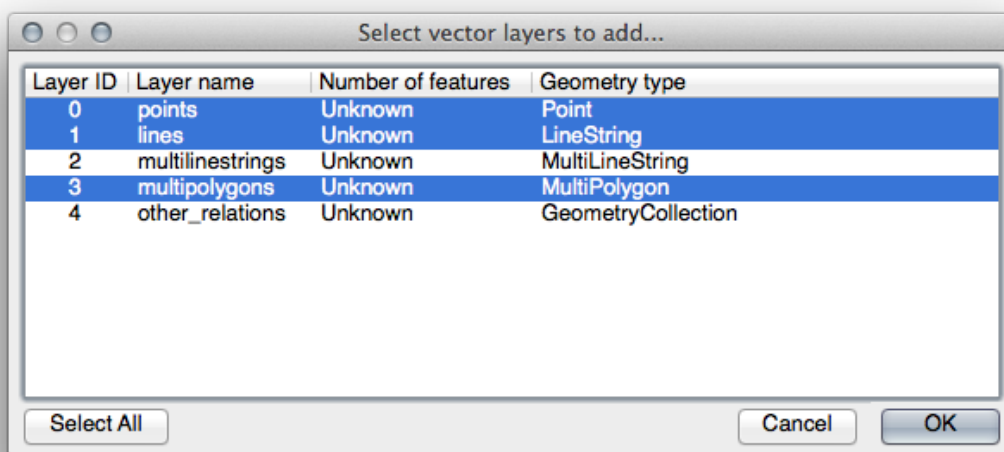 Select vector layers to add...
Layer ID Layer name Number of features Geometry type
0 points Unknown Point
1 lines Unknown LineString
2 multilinestrings Unknown MultiLineString
3 multipolygons Unknown MultiPolygon
4 other_relations Unknown GeometryCollection
Select All Cancel OK